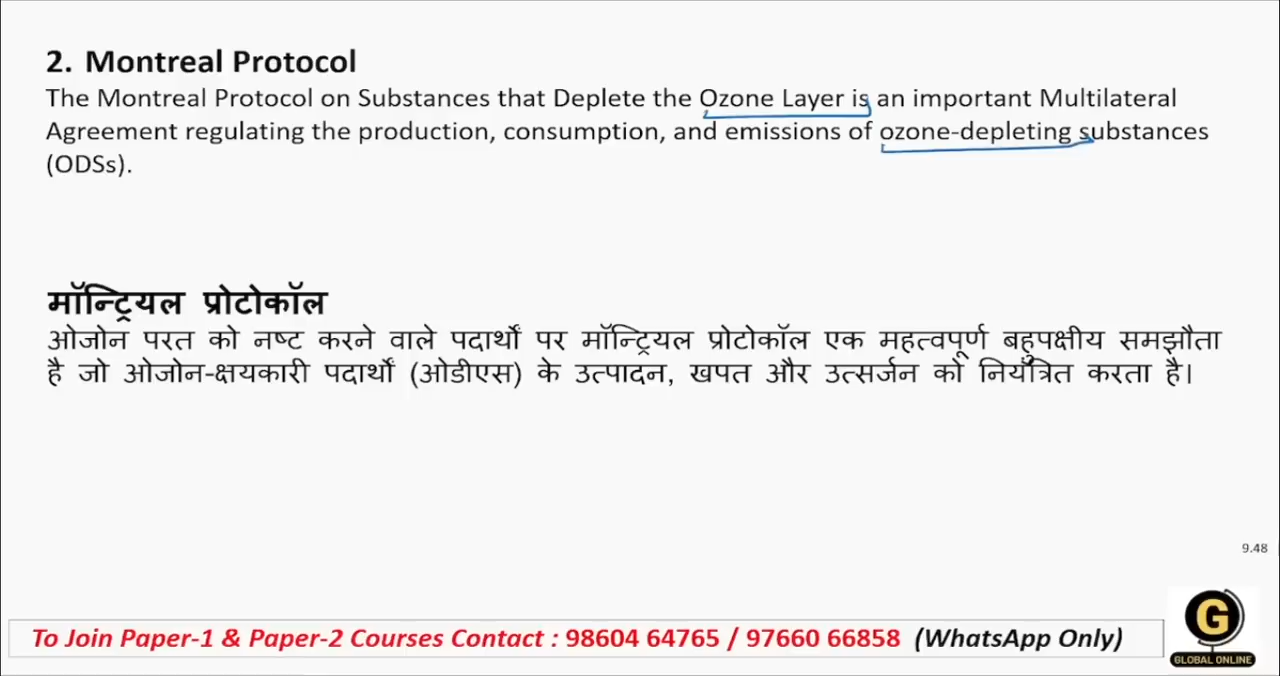 2. Montreal Protocol
The Montreal Protocol on Substances that Deplete the Ozone Layer is an important Multilateral
Agreement regulating the production, consumption, and emissions of ozone-depleting substances
(ODSs).
मॉन्ट्रियल प्रोटोकॉल
ओजोन परत को नष्ट करने वाले पदार्थों पर मॉन्ट्रियल प्रोटोकॉल एक महत्वपूर्ण बहुपक्षीय समझौता
है जो ओजोन-क्षयकारी पदार्थों (ओडीएस) के उत्पादन, खपत और उत्सर्जन को नियंत्रित करता है।
9.48
To Join Paper-1 & Paper-2 Courses Contact : 98604 64765 / 97660 66858 (WhatsApp Only)
G
GLOBAL ONLINE